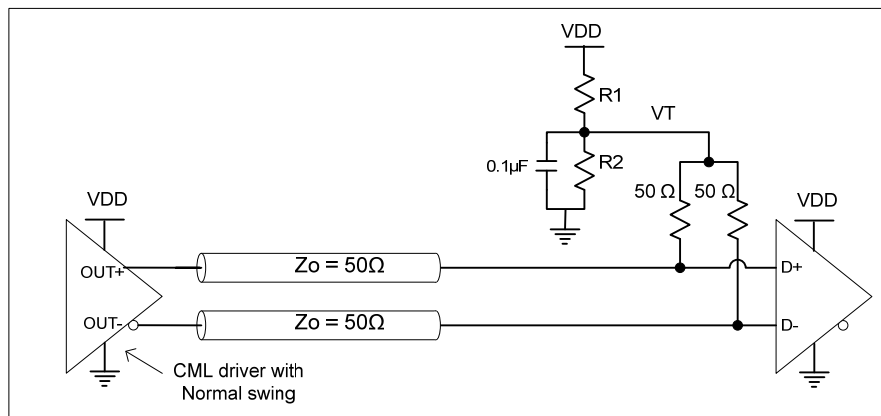 VDD
R1
VT
0.1µF
R2
50 Ω
50 Ω
VDD
VDD
OUT+
Zo = 50Ω
D+
OUT-
Zo = 50Ω
D-
CML driver with
Normal swing